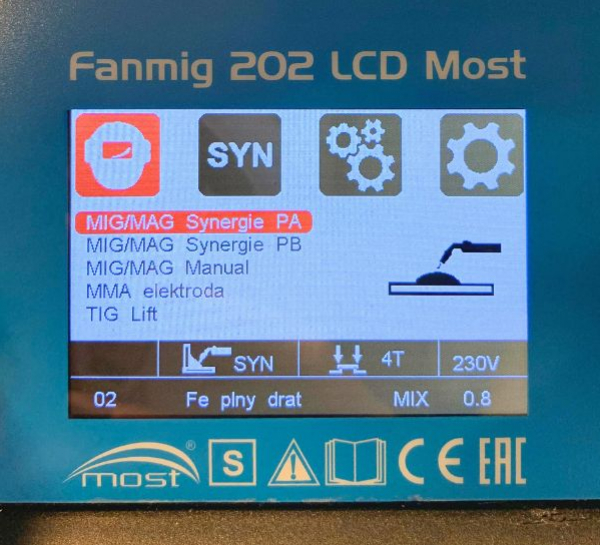 Fanmig 202 LCD Most
SYN
MIG/MAG Synergie PA
MIG/MAG Synergie PB
MIG/MAG Manual
MMA elektroda
TIG Lift
SYN 4T 230V
02 Fe plny drat MIX 0.8
most® S CE EAC